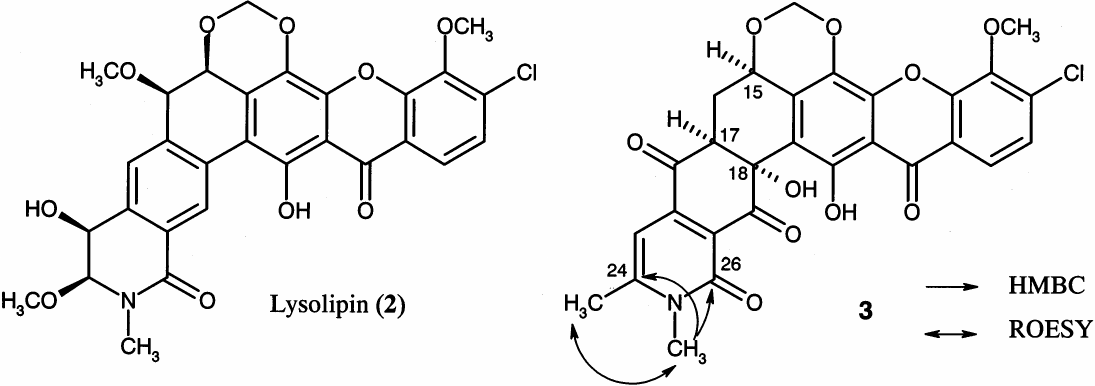 O O OCH₃
H₃CO O Cl
HO OH O
H₃CO N O
CH₃
Lysolipin (2)
O O OCH₃
H 15 O Cl
H 17
O 18 OH OH O
O
24 26
H₃C N O
CH₃
3
HMBC
ROESY